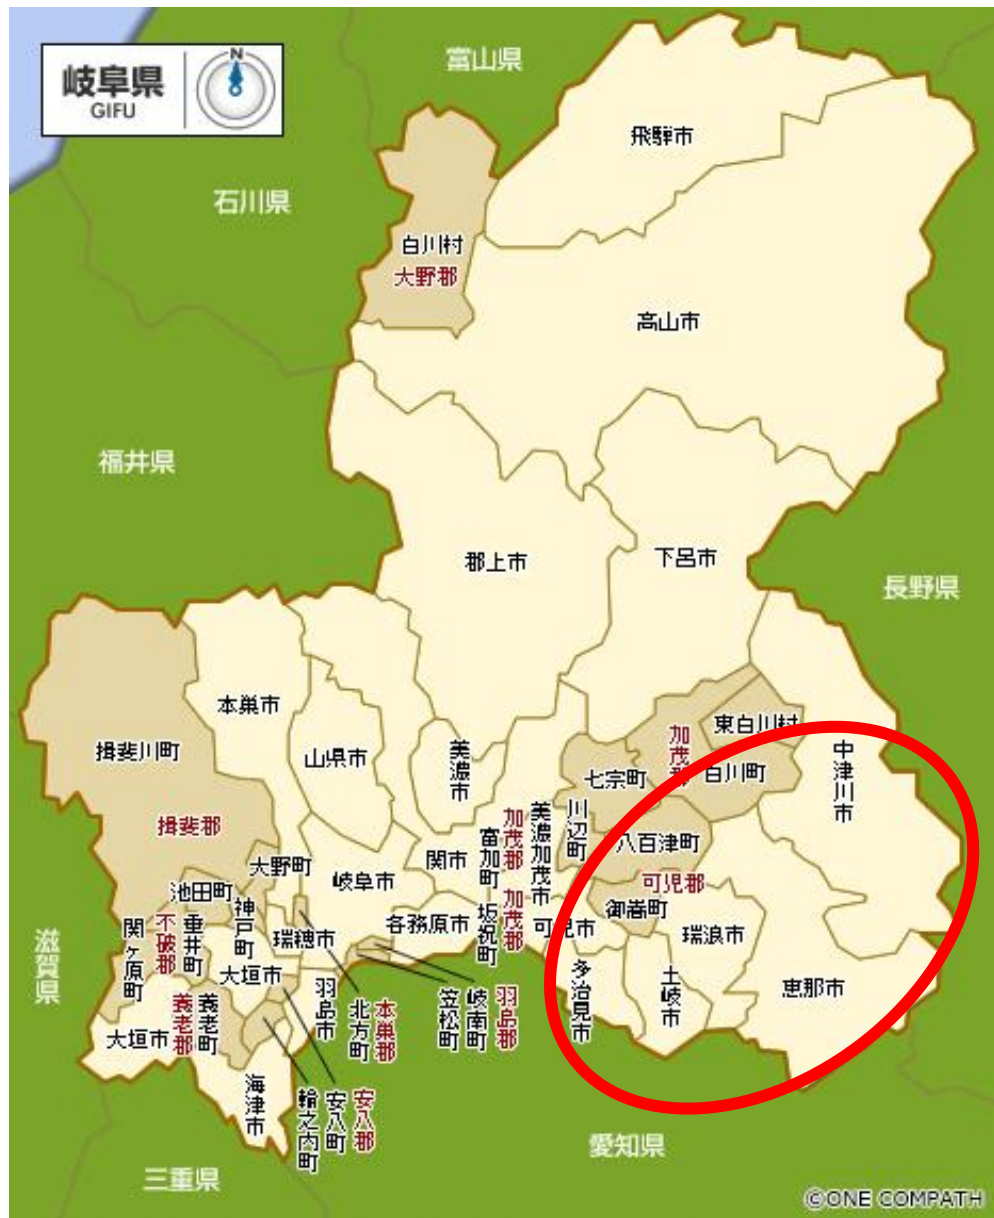 岐阜県
GIFU
N
富山県
石川県
福井県
長野県
滋賀県
三重県
愛知県
飛騨市
白川村
大野郡
高山市
郡上市
下呂市
本巣市
揖斐川町
揖斐郡
山県市
美濃市
加茂郡
東白川村
白川町
中津川市
七宗町
川辺町
八百津町
可児郡
御嵩町
美濃加茂市
加茂郡
富加町
関市
大野町
岐阜市
池田町
神戸町
瑞穂市
各務原市
坂祝町
加茂郡
可児市
瑞浪市
恵那市
土岐市
多治見市
関ヶ原町
不破郡
垂井町
大垣市
羽島市
北方町
本巣郡
笠松町
岐南町
羽島郡
大垣市
養老郡
養老町
海津市
輪之内町
安八町
安八郡
©ONE COMPATH